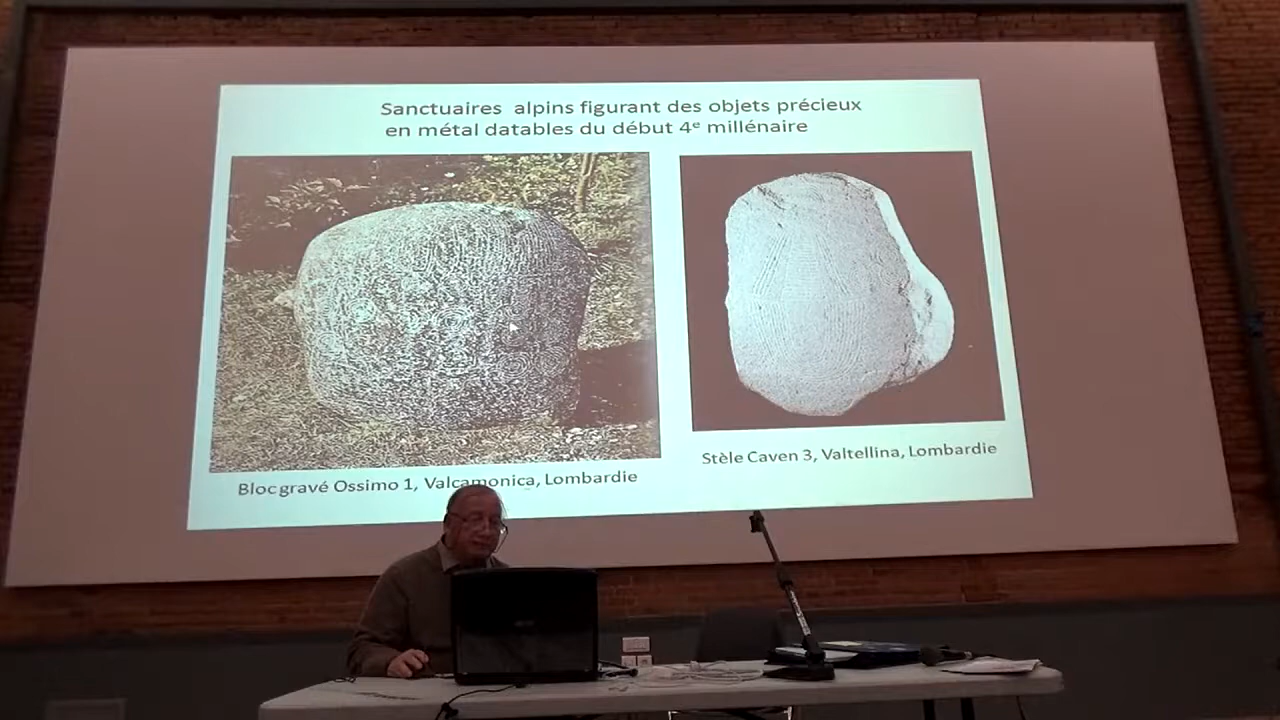 Sanctuaires alpins figurant des objets précieux
en métal datables du début 4e millénaire
Bloc gravé Ossimo 1, Valcamonica, Lombardie
Stèle Caven 3, Valtellina, Lombardie